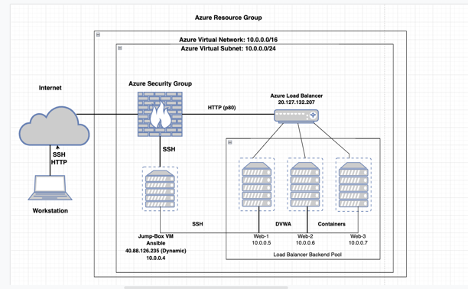 Azure Resource Group
Azure Virtual Network: 10.0.0.0/16
Azure Virtual Subnet: 10.0.0.0/24
Internet
Azure Security Group
Azure Load Balancer
20.127.132.207
HTTP (p80)
SSH
HTTP
SSH
Workstation
Jump-Box VM
Ansible
40.88.126.235 (Dynamic)
10.0.0.4
SSH
DVWA
Containers
Web-1
10.0.0.5
Web-2
10.0.0.6
Web-3
10.0.0.7
Load Balancer Backend Pool